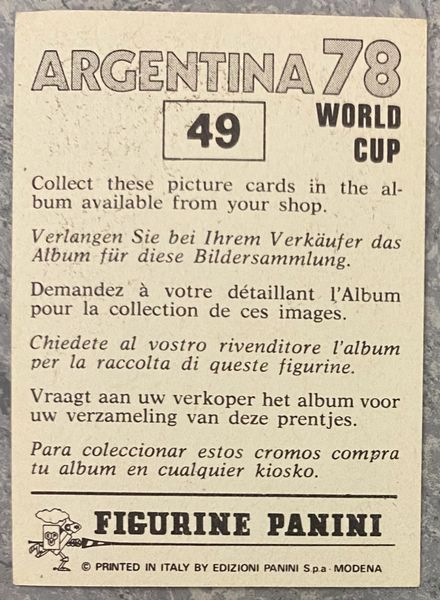 ARGENTINA 78
49
WORLD
CUP
Collect these picture cards in the al-
bum available from your shop.
Verlangen Sie bei Ihrem Verkäufer das
Album für diese Bildersammlung.
Demandez à votre détaillant l'Album
pour la collection de ces images.
Chiedete al vostro rivenditore l'album
per la raccolta di queste figurine.
Vraagt aan uw verkoper het album voor
uw verzameling van deze prentjes.
Para coleccionar estos cromos compra
tu album en cualquier kiosko.
FIGURINE PANINI
© PRINTED IN ITALY BY EDIZIONI PANINI S.p.a - MODENA